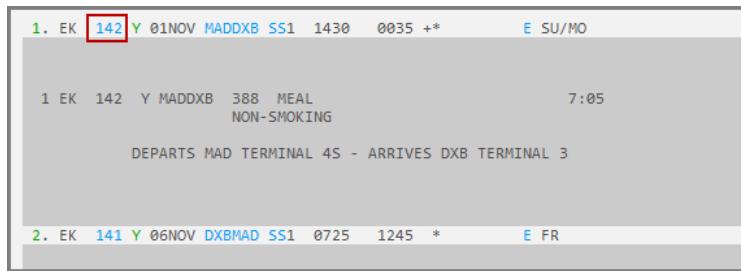 1. EK 142 Y 01NOV MADDXB SS1 1430 0035 +* E SU/MO
1 EK 142 Y MADDXB 388 MEAL 7:05
NON-SMOKING
DEPARTS MAD TERMINAL 4S - ARRIVES DXB TERMINAL 3
2. EK 141 Y 06NOV DXBMAD SS1 0725 1245 * E FR